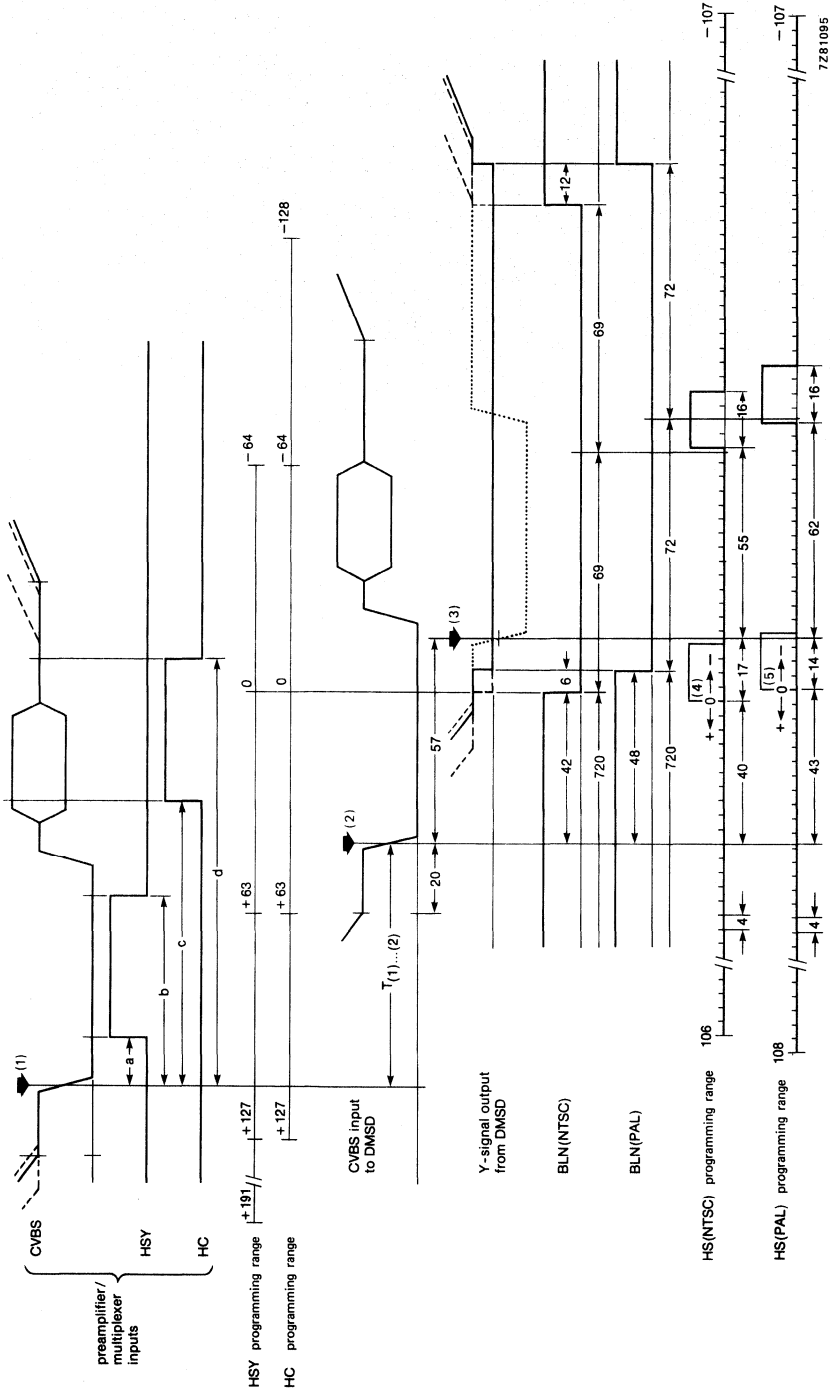 (1)
CVBS
preamplifier/
multiplexer
inputs
HSY
HC
a
b
c
d
HSY programming range
+191
+127
+63
0
−64
HC programming range
+127
+63
0
−64
−128
(2)
CVBS input
to DMSD
T(1)...(2)
20
57
(3)
Y-signal output
from DMSD
6
12
BLN(NTSC)
42
69
69
720
BLN(PAL)
48
72
72
720
(4)
+ 0 −
16
HS(NTSC) programming range
106
−107
4
40
17
55
(5)
+ 0 −
16
HS(PAL) programming range
108
−107
4
43
14
62
7Z81095